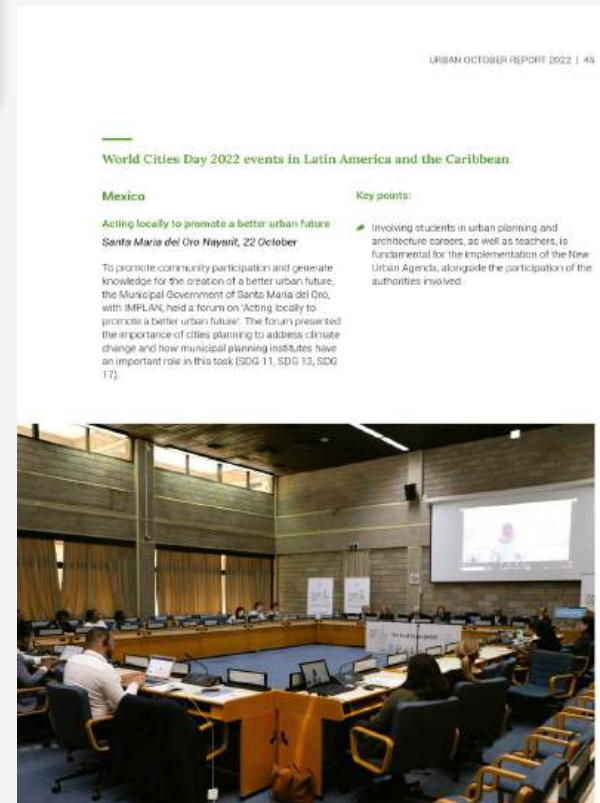 URBAN OCTOBER REPORT 2022 | 45
World Cities Day 2022 events in Latin America and the Caribbean
Mexico
Acting locally to promote a better urban future
Santa Maria del Oro Nayarit, 22 October
To promote community participation and generate
knowledge for the creation of a better urban future,
the Municipal Government of Santa Maria del Oro,
with IMPLAN, held a forum on 'Acting locally to
promote a better urban future'. The forum presented
the importance of cities planning to address climate
change and how municipal planning institutes have
an important role in this task (SDG 11, SDG 13, SDG
17).
Key points:
Involving students in urban planning and
architecture careers, as well as teachers, is
fundamental for the implementation of the New
Urban Agenda, alongside the participation of the
authorities involved.